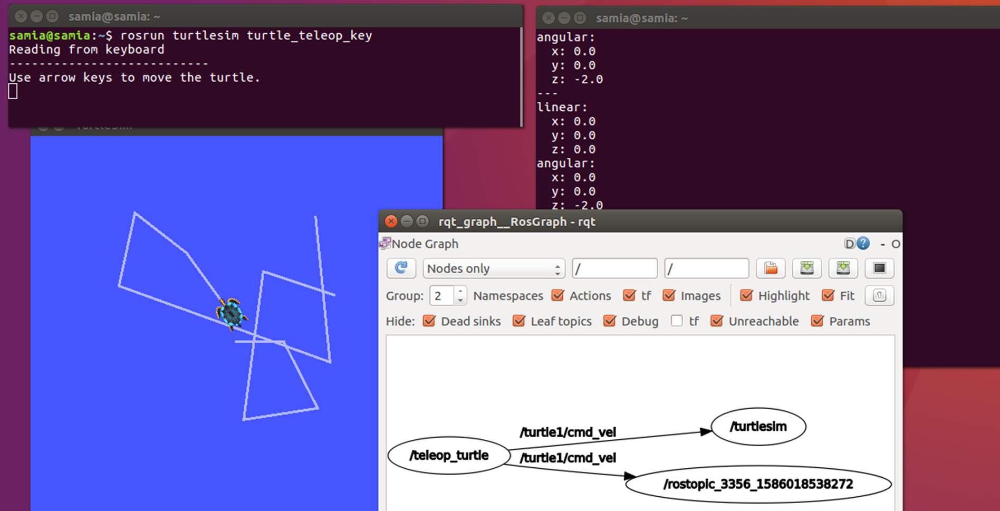 samia@samia: ~
samia@samia:~$ rosrun turtlesim turtle_teleop_key
Reading from keyboard
---------------------------
Use arrow keys to move the turtle.
TurtleSim
samia@samia: ~
angular:
x: 0.0
y: 0.0
z: -2.0
---
linear:
x: 0.0
y: 0.0
z: 0.0
angular:
x: 0.0
y: 0.0
z: -2.0
rqt_graph__RosGraph - rqt
Node Graph D ? - O
Nodes only / /
Group: 2 Namespaces Actions tf Images Highlight Fit
Hide: Dead sinks Leaf topics Debug tf Unreachable Params
/turtle1/cmd_vel
/turtlesim
/teleop_turtle
/turtle1/cmd_vel
/rostopic_3356_1586018538272